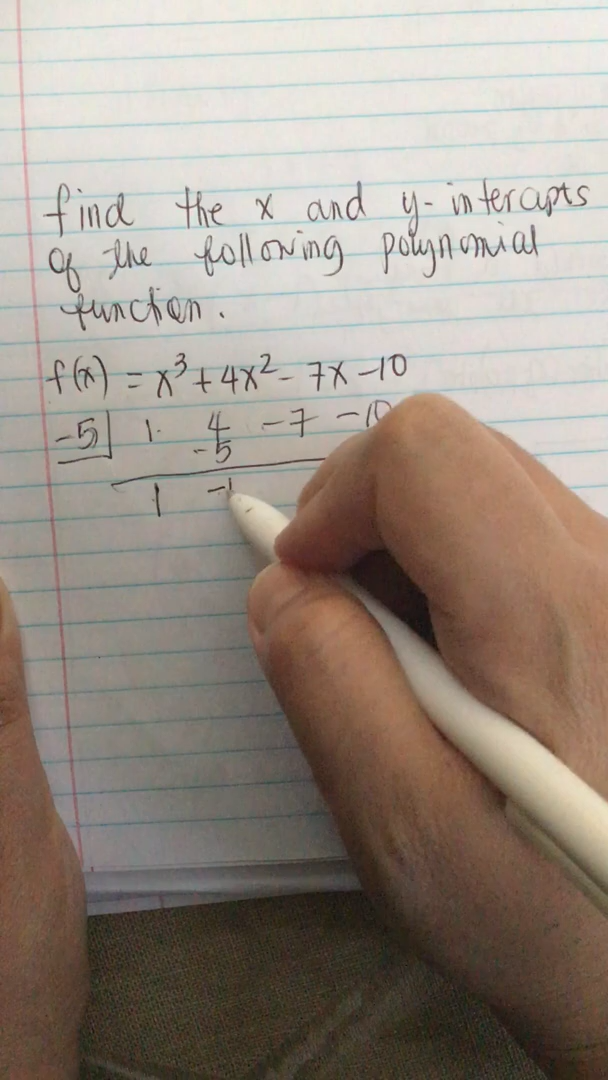 find the x and y-intercepts
of the following polynomial
function.
f(x) = x³ + 4x² - 7x - 10
-5 1 4 -7 -10
-5
1 -1